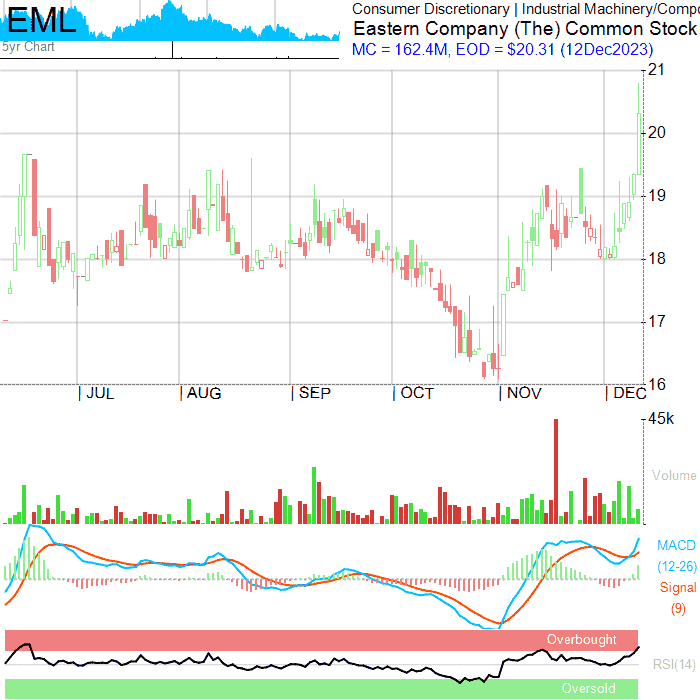 EML
5yr Chart
Consumer Discretionary | Industrial Machinery/Compo
Eastern Company (The) Common Stock
MC = 162.4M, EOD = $20.31 (12Dec2023)
21
20
19
18
17
16
|JUL |AUG |SEP |OCT |NOV |DEC
45k
Volume
MACD
(12-26)
Signal
(9)
Overbought
RSI(14)
Oversold